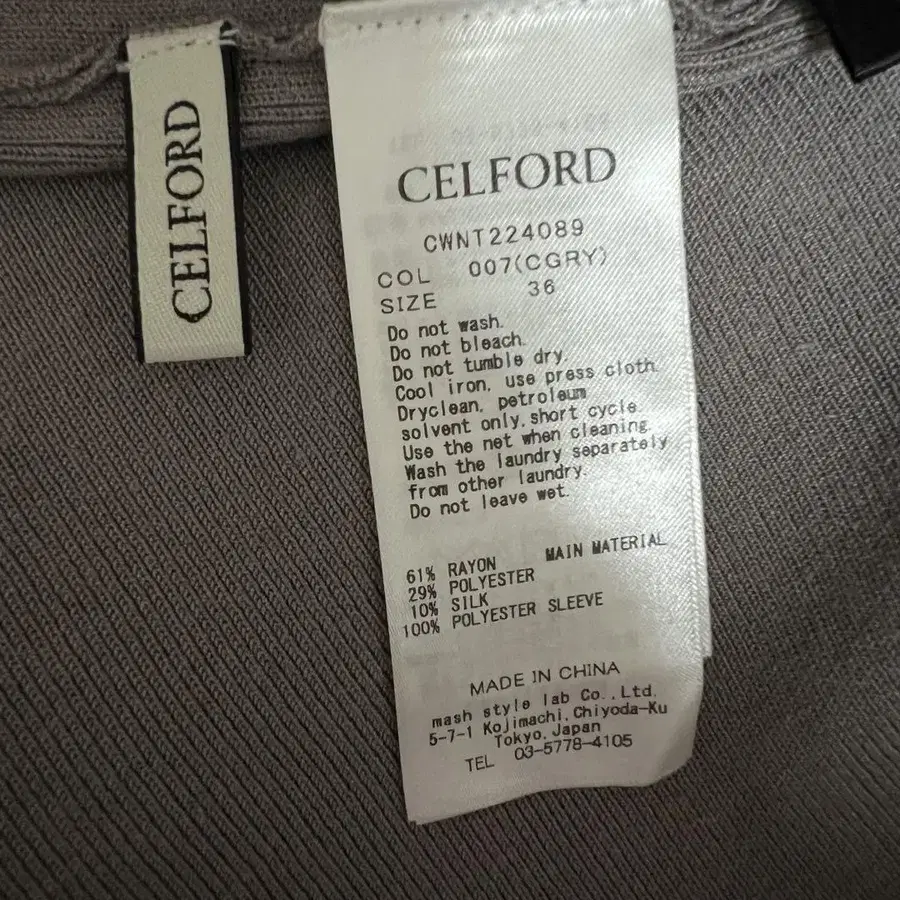 CELFORD
CELFORD
CWNT224089
COL 007(CGRY)
SIZE 36
Do not wash.
Do not bleach.
Do not tumble dry.
Cool iron, use press cloth.
Dryclean, petroleum
solvent only, short cycle.
Use the net when cleaning.
Wash the laundry separately
from other laundry.
Do not leave wet.
MAIN MATERIAL
61% RAYON
29% POLYESTER
10% SILK
100% POLYESTER SLEEVE
MADE IN CHINA
mash style lab Co., Ltd.
5-7-1 Kojimachi, Chiyoda-Ku
Tokyo, Japan
TEL 03-5778-4105